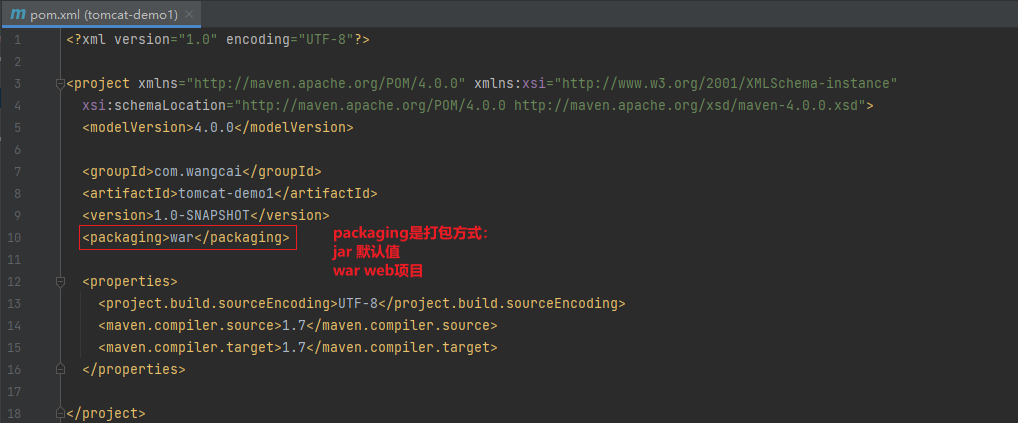 pom.xml (tomcat-demo1)
1 <?xml version="1.0" encoding="UTF-8"?>
2
3 <project xmlns="http://maven.apache.org/POM/4.0.0" xmlns:xsi="http://www.w3.org/2001/XMLSchema-instance"
4 xsi:schemaLocation="http://maven.apache.org/POM/4.0.0 http://maven.apache.org/xsd/maven-4.0.0.xsd">
5 <modelVersion>4.0.0</modelVersion>
6
7 <groupId>com.wangcai</groupId>
8 <artifactId>tomcat-demo1</artifactId>
9 <version>1.0-SNAPSHOT</version>
10 <packaging>war</packaging>
packaging是打包方式：
jar 默认值
war web项目
11
12 <properties>
13 <project.build.sourceEncoding>UTF-8</project.build.sourceEncoding>
14 <maven.compiler.source>1.7</maven.compiler.source>
15 <maven.compiler.target>1.7</maven.compiler.target>
16 </properties>
17
18 </project>